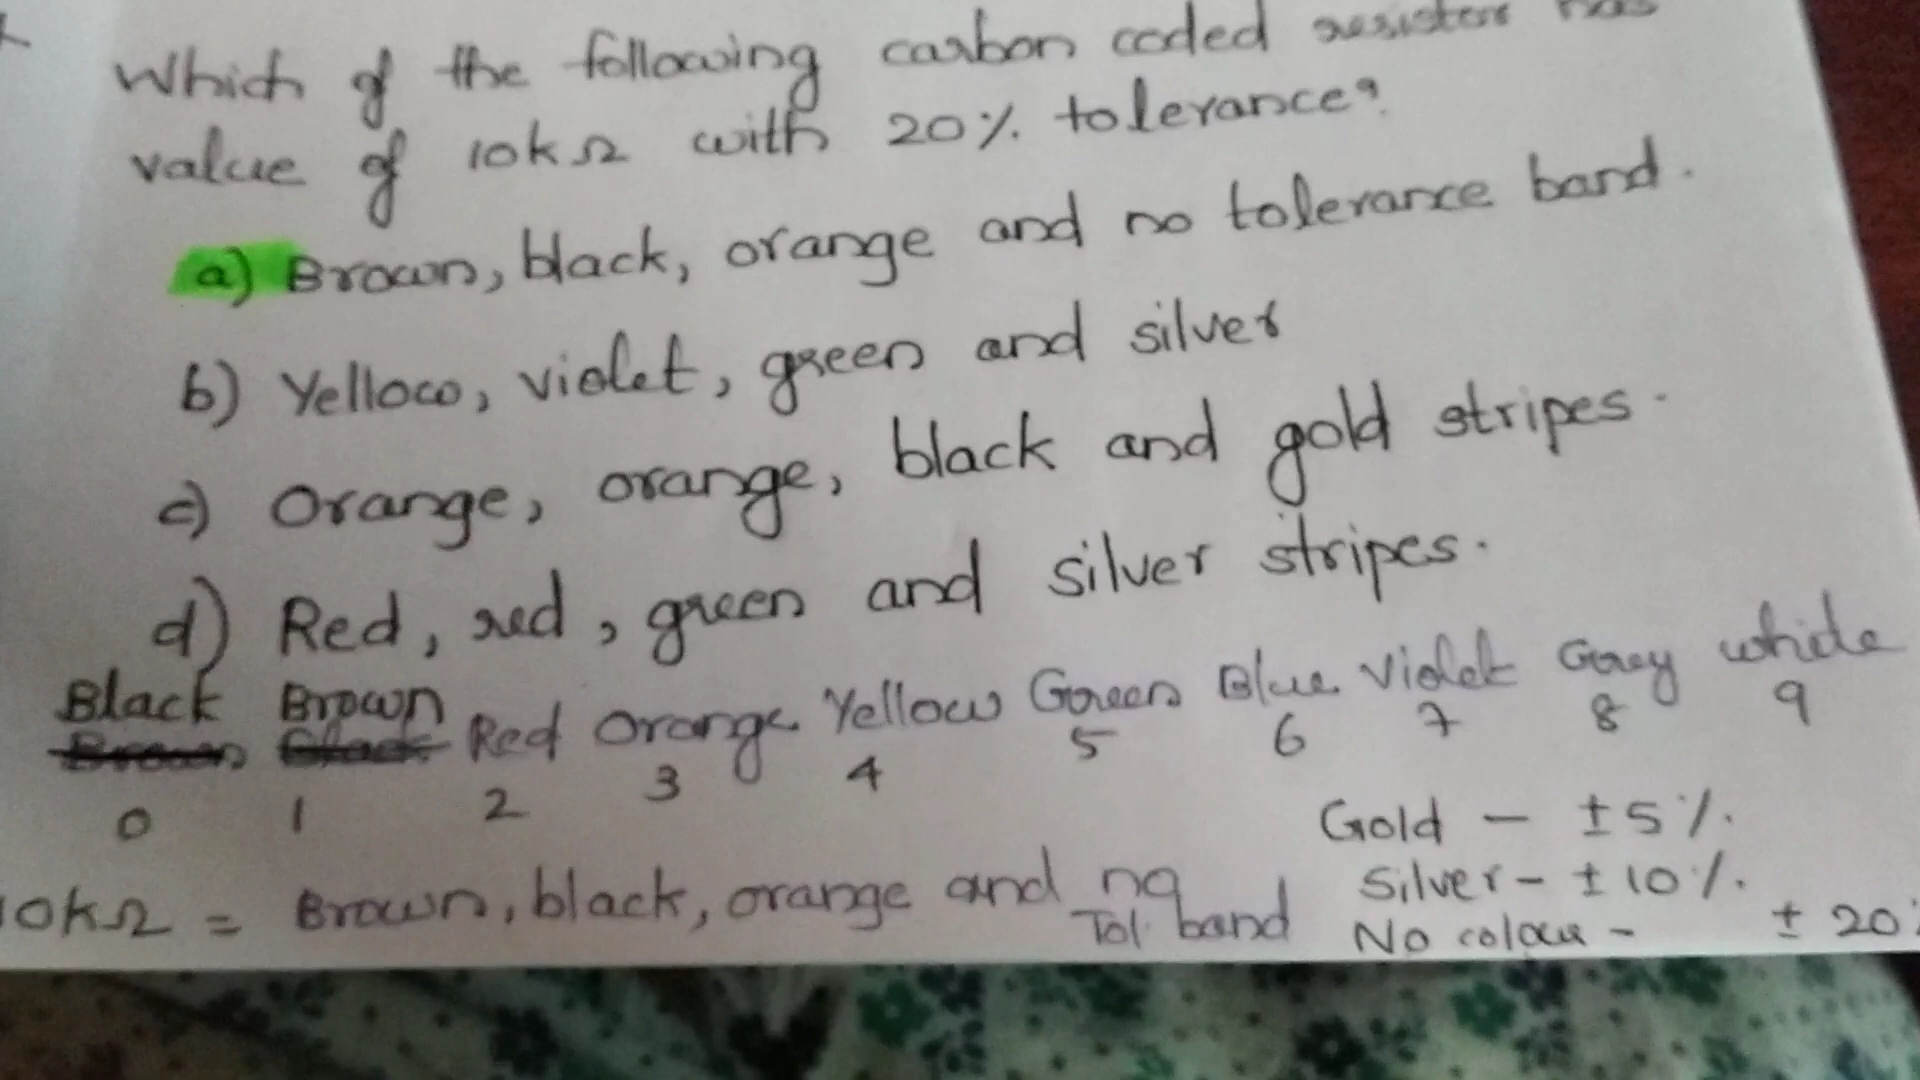 Which of the following carbon coded resistor has
value of 10kΩ with 20% tolerance?
a) Brown, black, orange and no tolerance band.
b) Yellow, violet, green and silver
c) Orange, orange, black and gold stripes.
d) Red, red, green and silver stripes.
Black Brown Red Orange Yellow Green Blue Violet Grey white
0 1 2 3 4 5 6 7 8 9
Gold - ±5%.
Silver - ±10%.
No colour - ± 20%
10kΩ = Brown, black, orange and no Tol. band